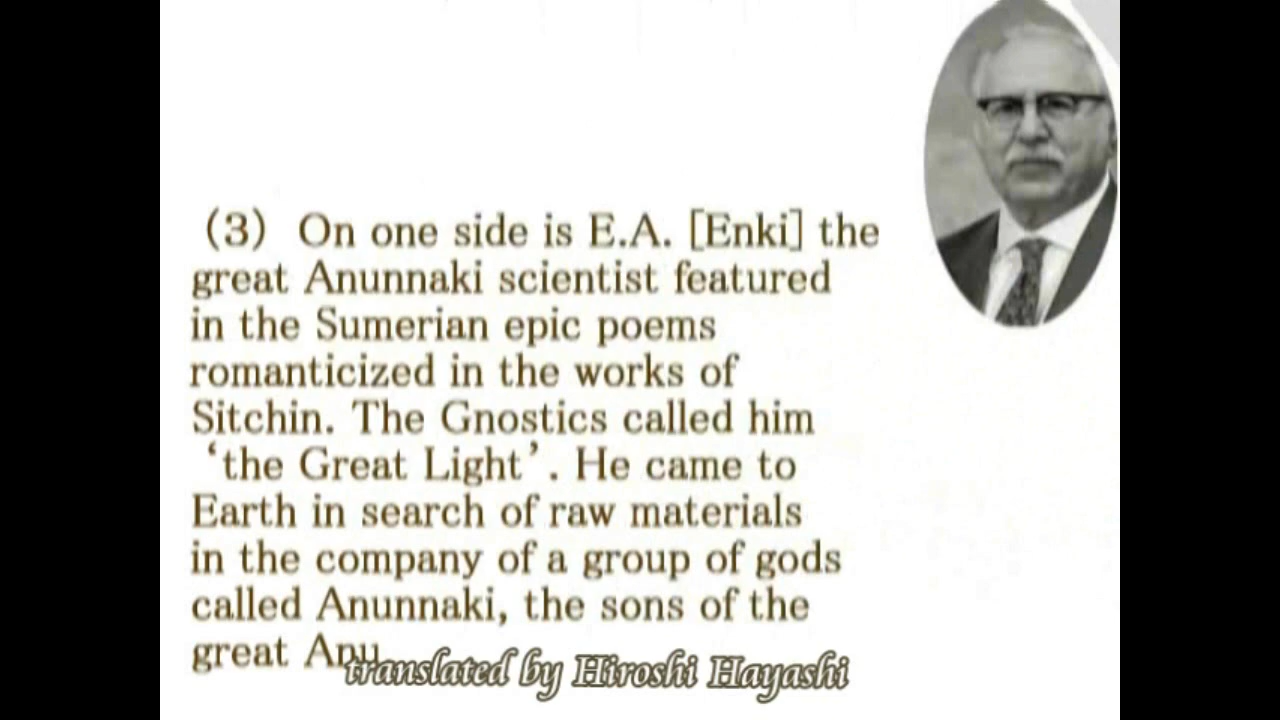 (3) On one side is E.A. [Enki] the
great Anunnaki scientist featured
in the Sumerian epic poems
romanticized in the works of
Sitchin. The Gnostics called him
‘the Great Light’. He came to
Earth in search of raw materials
in the company of a group of gods
called Anunnaki, the sons of the
great Anu
translated by Hiroshi Hayashi